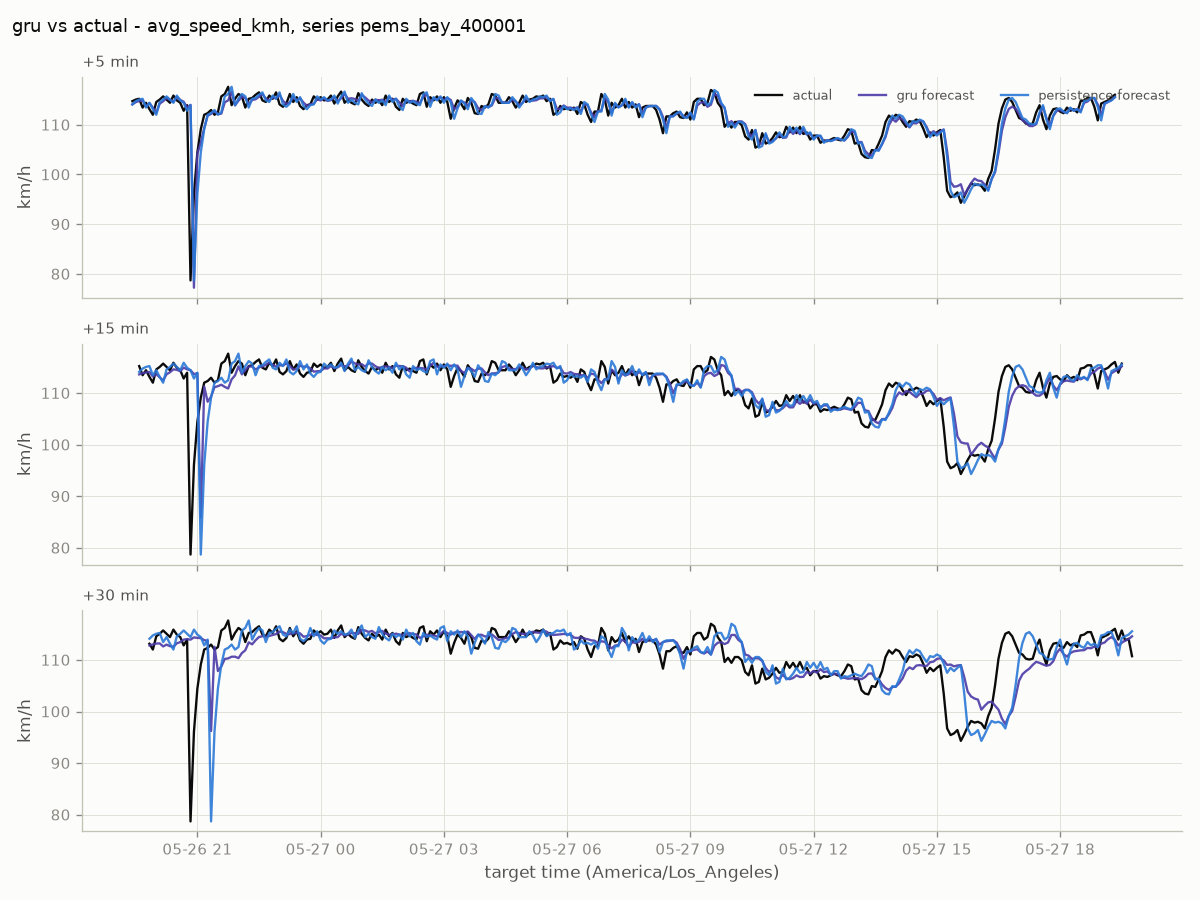 gru vs actual - avg_speed_kmh, series pems_bay_400001
+5 min
actual gru forecast persistence forecast
110
100
90
80
km/h
+15 min
110
100
90
80
km/h
+30 min
110
100
90
80
km/h
05-26 21 05-27 00 05-27 03 05-27 06 05-27 09 05-27 12 05-27 15 05-27 18
target time (America/Los_Angeles)